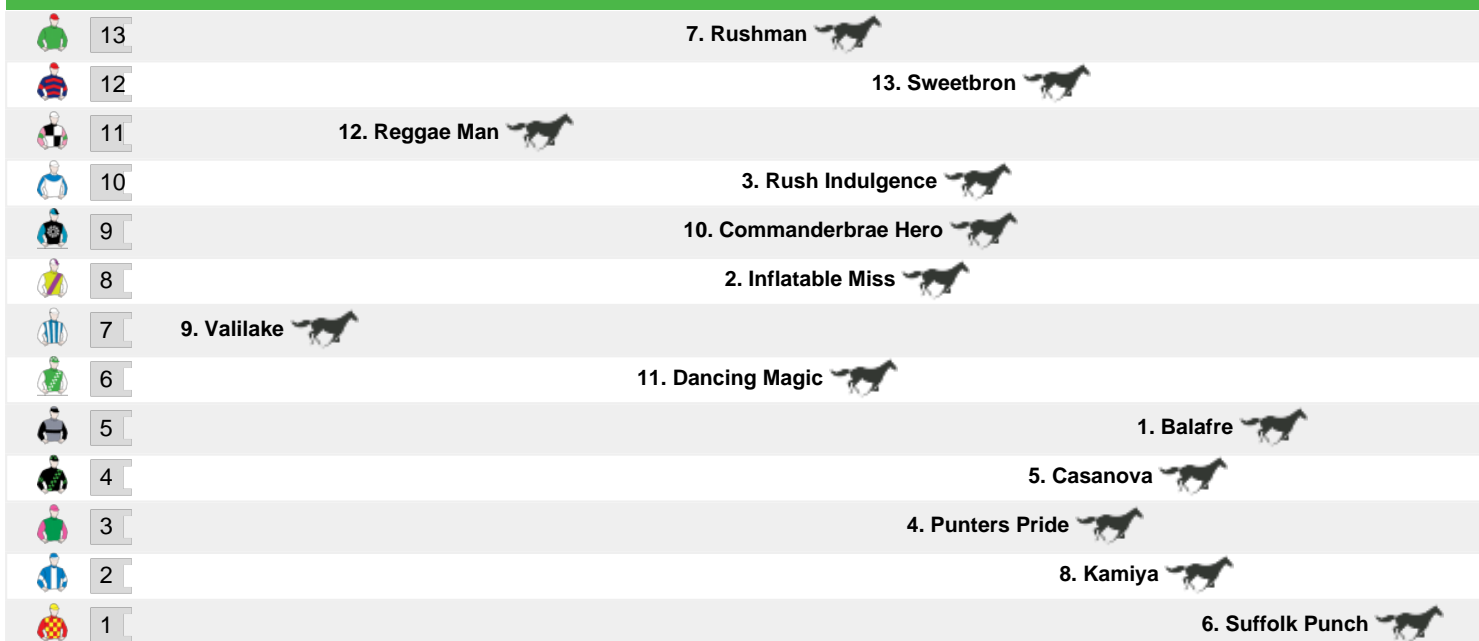 13 7. Rushman
12 13. Sweetbron
11 12. Reggae Man
10 3. Rush Indulgence
9 10. Commanderbrae Hero
8 2. Inflatable Miss
7 9. Valilake
6 11. Dancing Magic
5 1. Balafre
4 5. Casanova
3 4. Punters Pride
2 8. Kamiya
1 6. Suffolk Punch